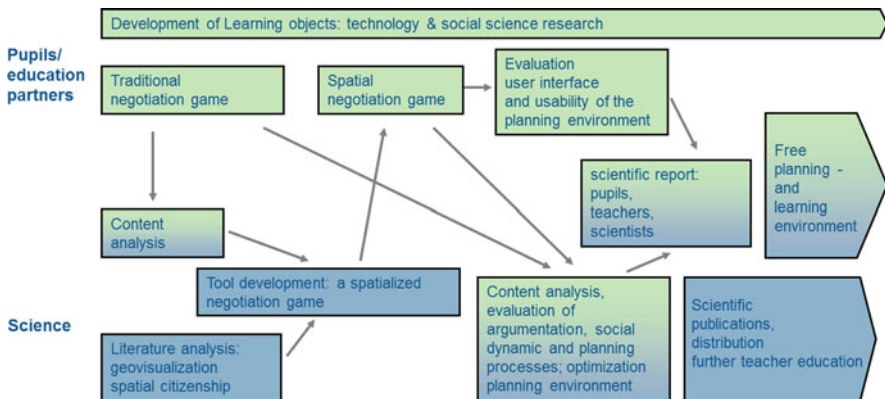 Development of Learning objects: technology & social science research
Pupils/
education
partners
Traditional
negotiation game
Spatial
negotiation game
Evaluation
user interface
and usability of the
planning environment
Free
planning -
and
learning
environment
scientific report:
pupils,
teachers,
scientists
Content
analysis
Tool development: a spatialized
negotiation game
Content analysis,
evaluation of
argumentation, social
dynamic and planning
processes; optimization
planning environment
Scientific
publications,
distribution
further teacher education
Science
Literature analysis:
geovisualization
spatial citizenship